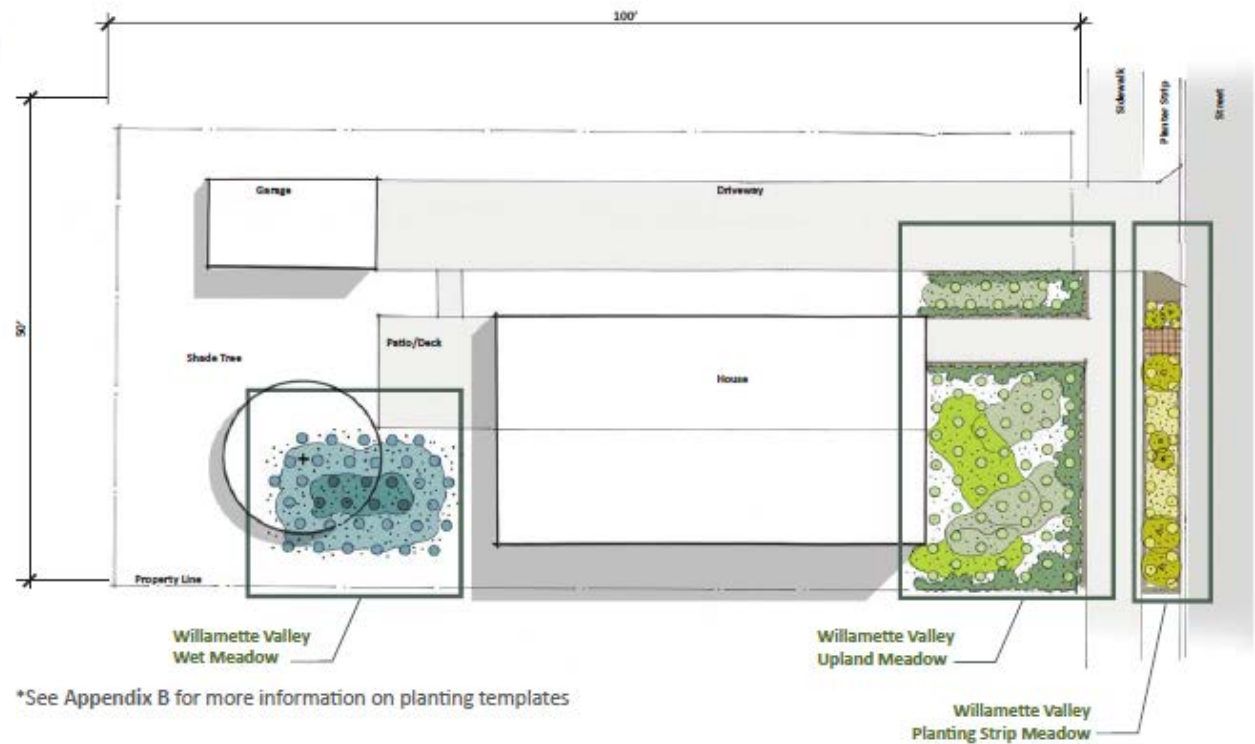 100'
Sidewalk
Planter Strip
Street
Garage
Driveway
50'
Patio/Deck
Shade Tree
House
Property Line
Willamette Valley
Wet Meadow
Willamette Valley
Upland Meadow
*See Appendix B for more information on planting templates
Willamette Valley
Planting Strip Meadow